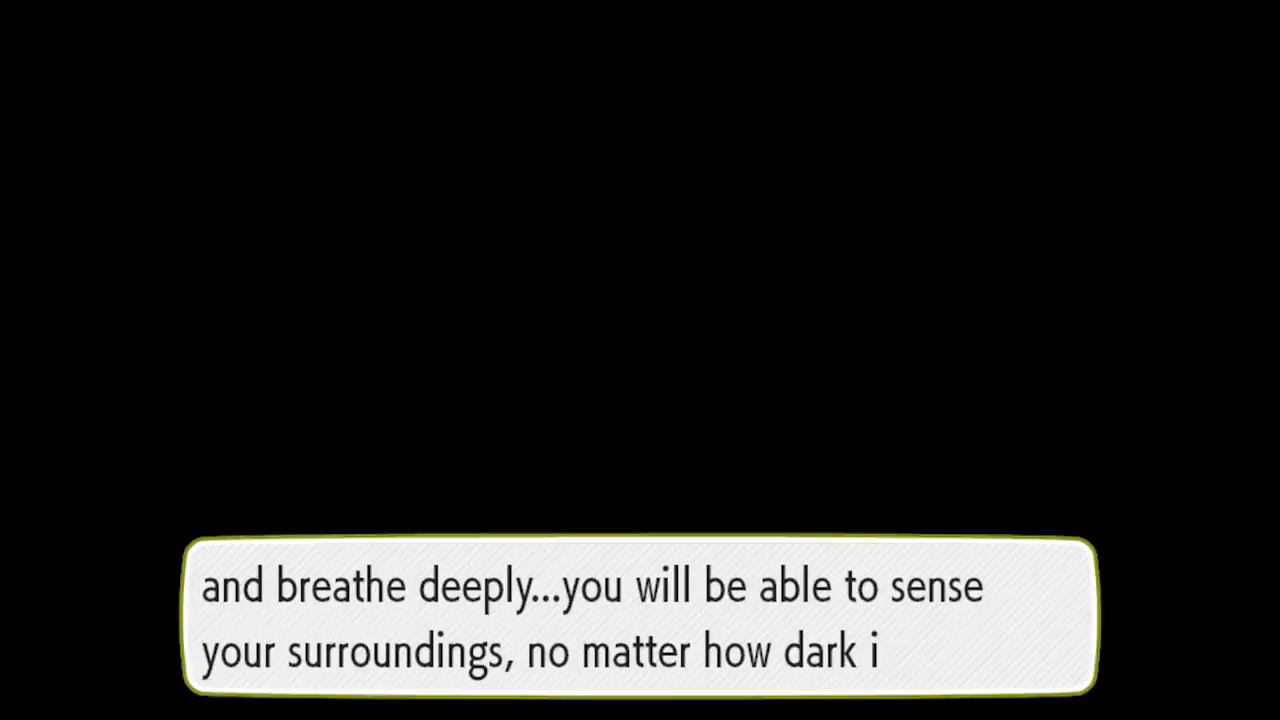 and breathe deeply...you will be able to sense
your surroundings, no matter how dark i